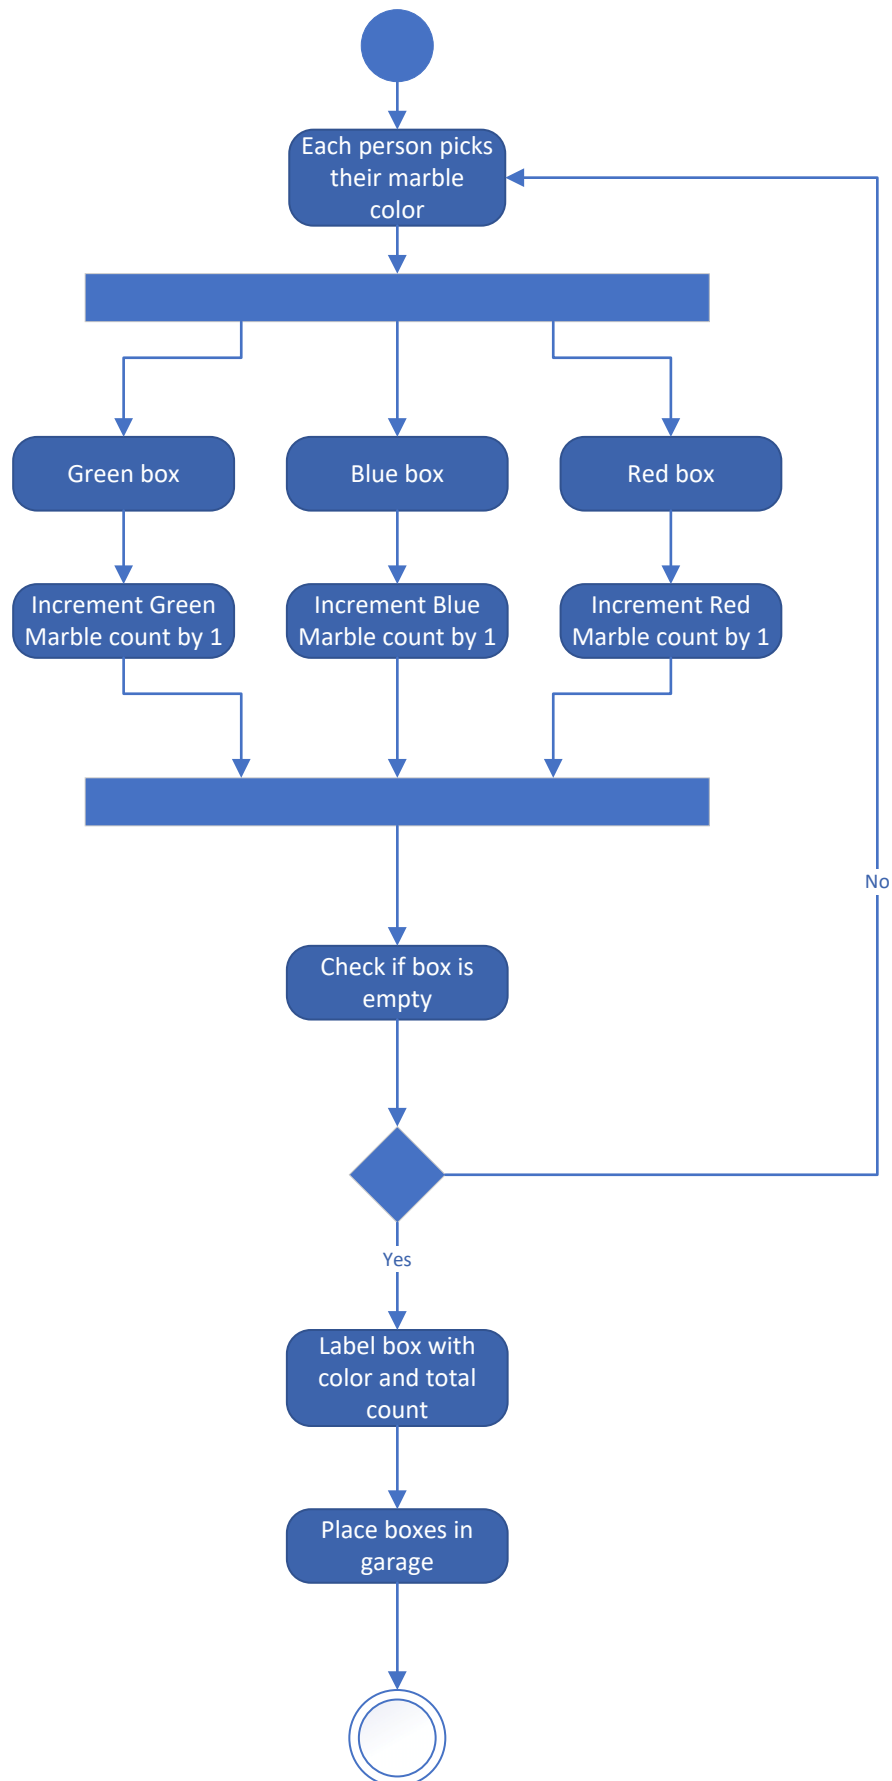 Each person picks
their marble
color
Green box
Blue box
Red box
Increment Green
Marble count by 1
Increment Blue
Marble count by 1
Increment Red
Marble count by 1
No
Check if box is
empty
Yes
Label box with
color and total
count
Place boxes in
garage